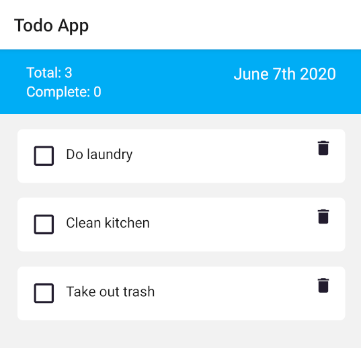 Todo App
Total: 3
June 7th 2020
Complete: 0
Do laundry
Clean kitchen
Take out trash